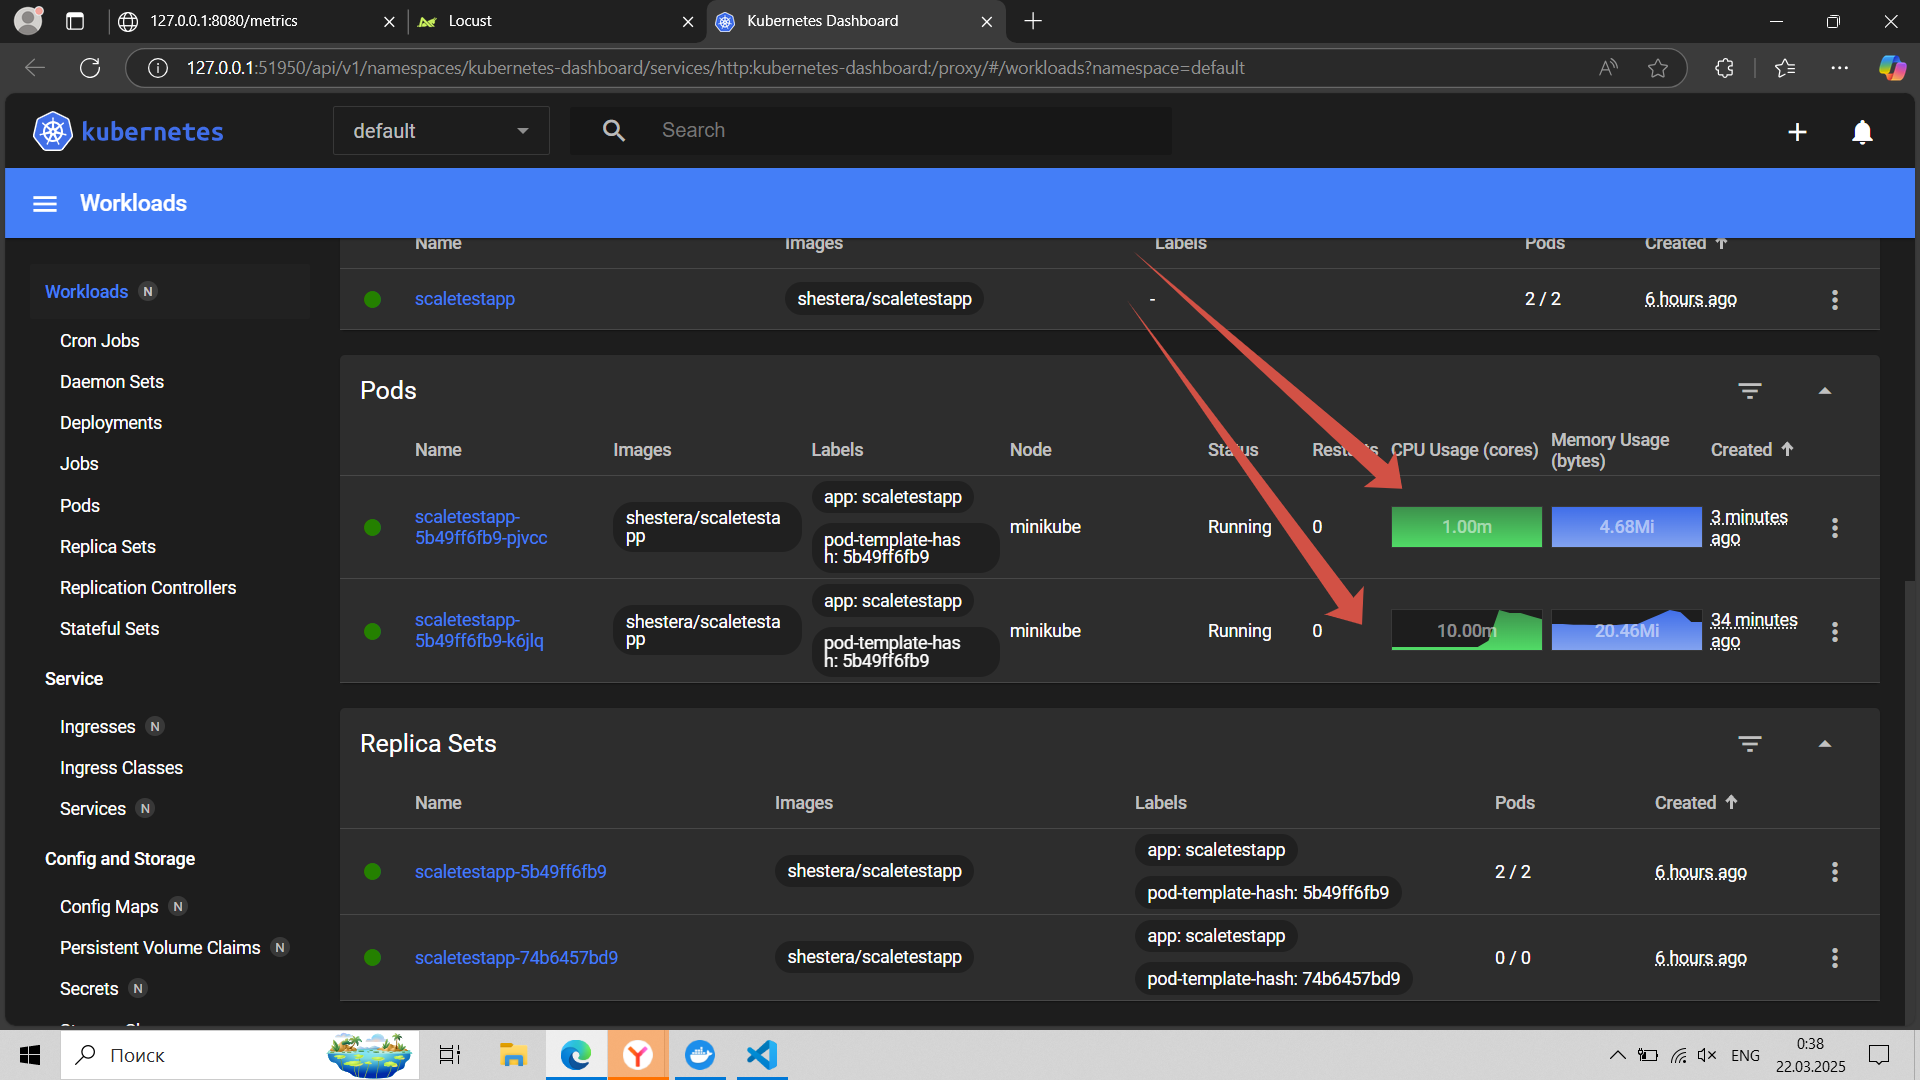 127.0.0.1:8080/metrics
Locust
Kubernetes Dashboard
127.0.0.1:51950/api/v1/namespaces/kubernetes-dashboard/services/http:kubernetes-dashboard:/proxy/#/workloads?namespace=default
kubernetes
default
Search
Workloads
Workloads N
Cron Jobs
Daemon Sets
Deployments
Jobs
Pods
Replica Sets
Replication Controllers
Stateful Sets
Service
Ingresses N
Ingress Classes
Services N
Config and Storage
Config Maps N
Persistent Volume Claims N
Secrets N
Name Images Labels Pods Created
scaletestapp shestera/scaletestapp - 2 / 2 6 hours ago
Pods
Name Images Labels Node Status Restarts CPU Usage (cores) Memory Usage
(bytes) Created
app: scaletestapp
scaletestapp- shestera/scaletesta 3 minutes
5b49ff6fb9-pjvcc pp minikube Running 0 1.00m 4.68Mi ago
pod-template-has
h: 5b49ff6fb9
app: scaletestapp
scaletestapp- shestera/scaletesta 34 minutes
5b49ff6fb9-k6jlq pp minikube Running 0 10.00m 20.46Mi ago
pod-template-has
h: 5b49ff6fb9
Replica Sets
Name Images Labels Pods Created
app: scaletestapp
scaletestapp-5b49ff6fb9 shestera/scaletestapp 2 / 2 6 hours ago
pod-template-hash: 5b49ff6fb9
app: scaletestapp
scaletestapp-74b6457bd9 shestera/scaletestapp 0 / 0 6 hours ago
pod-template-hash: 74b6457bd9
Поиск
ENG
0:38
22.03.2025